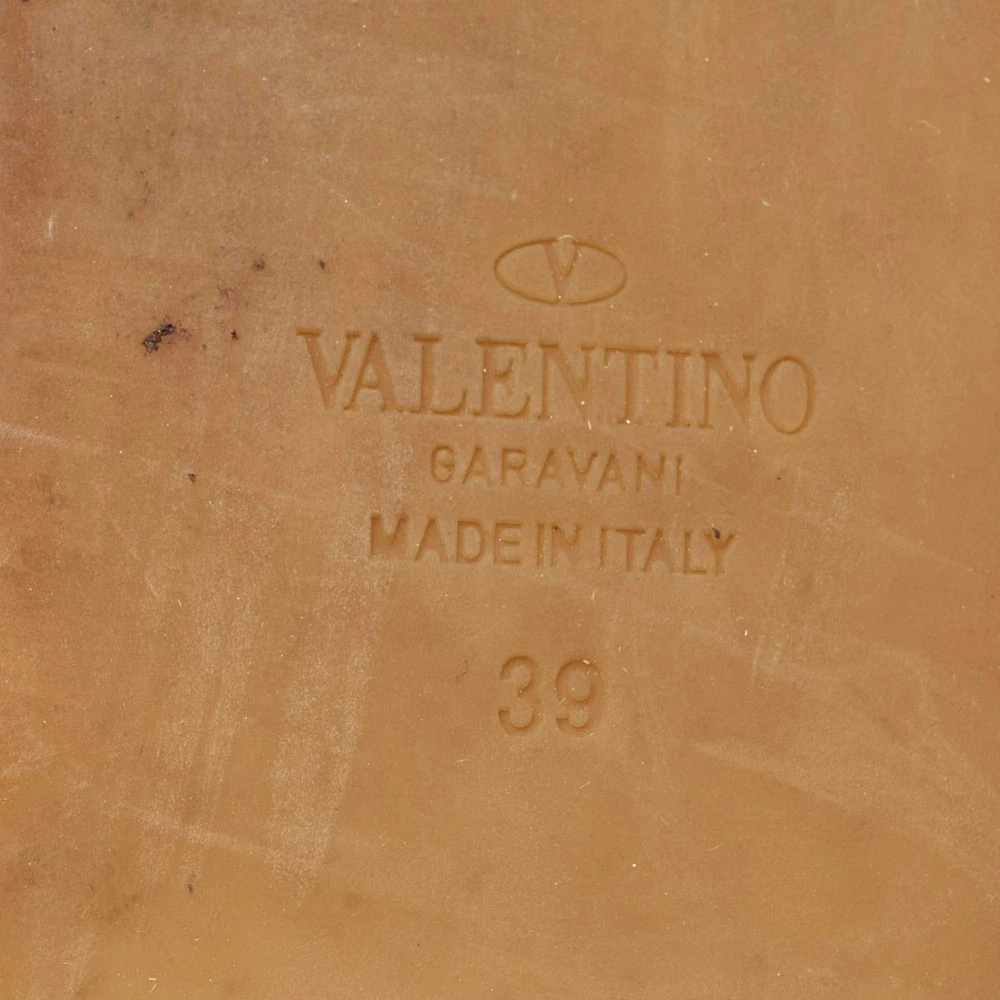 V
VALENTINO
GARAVANI
MADE IN ITALY
39